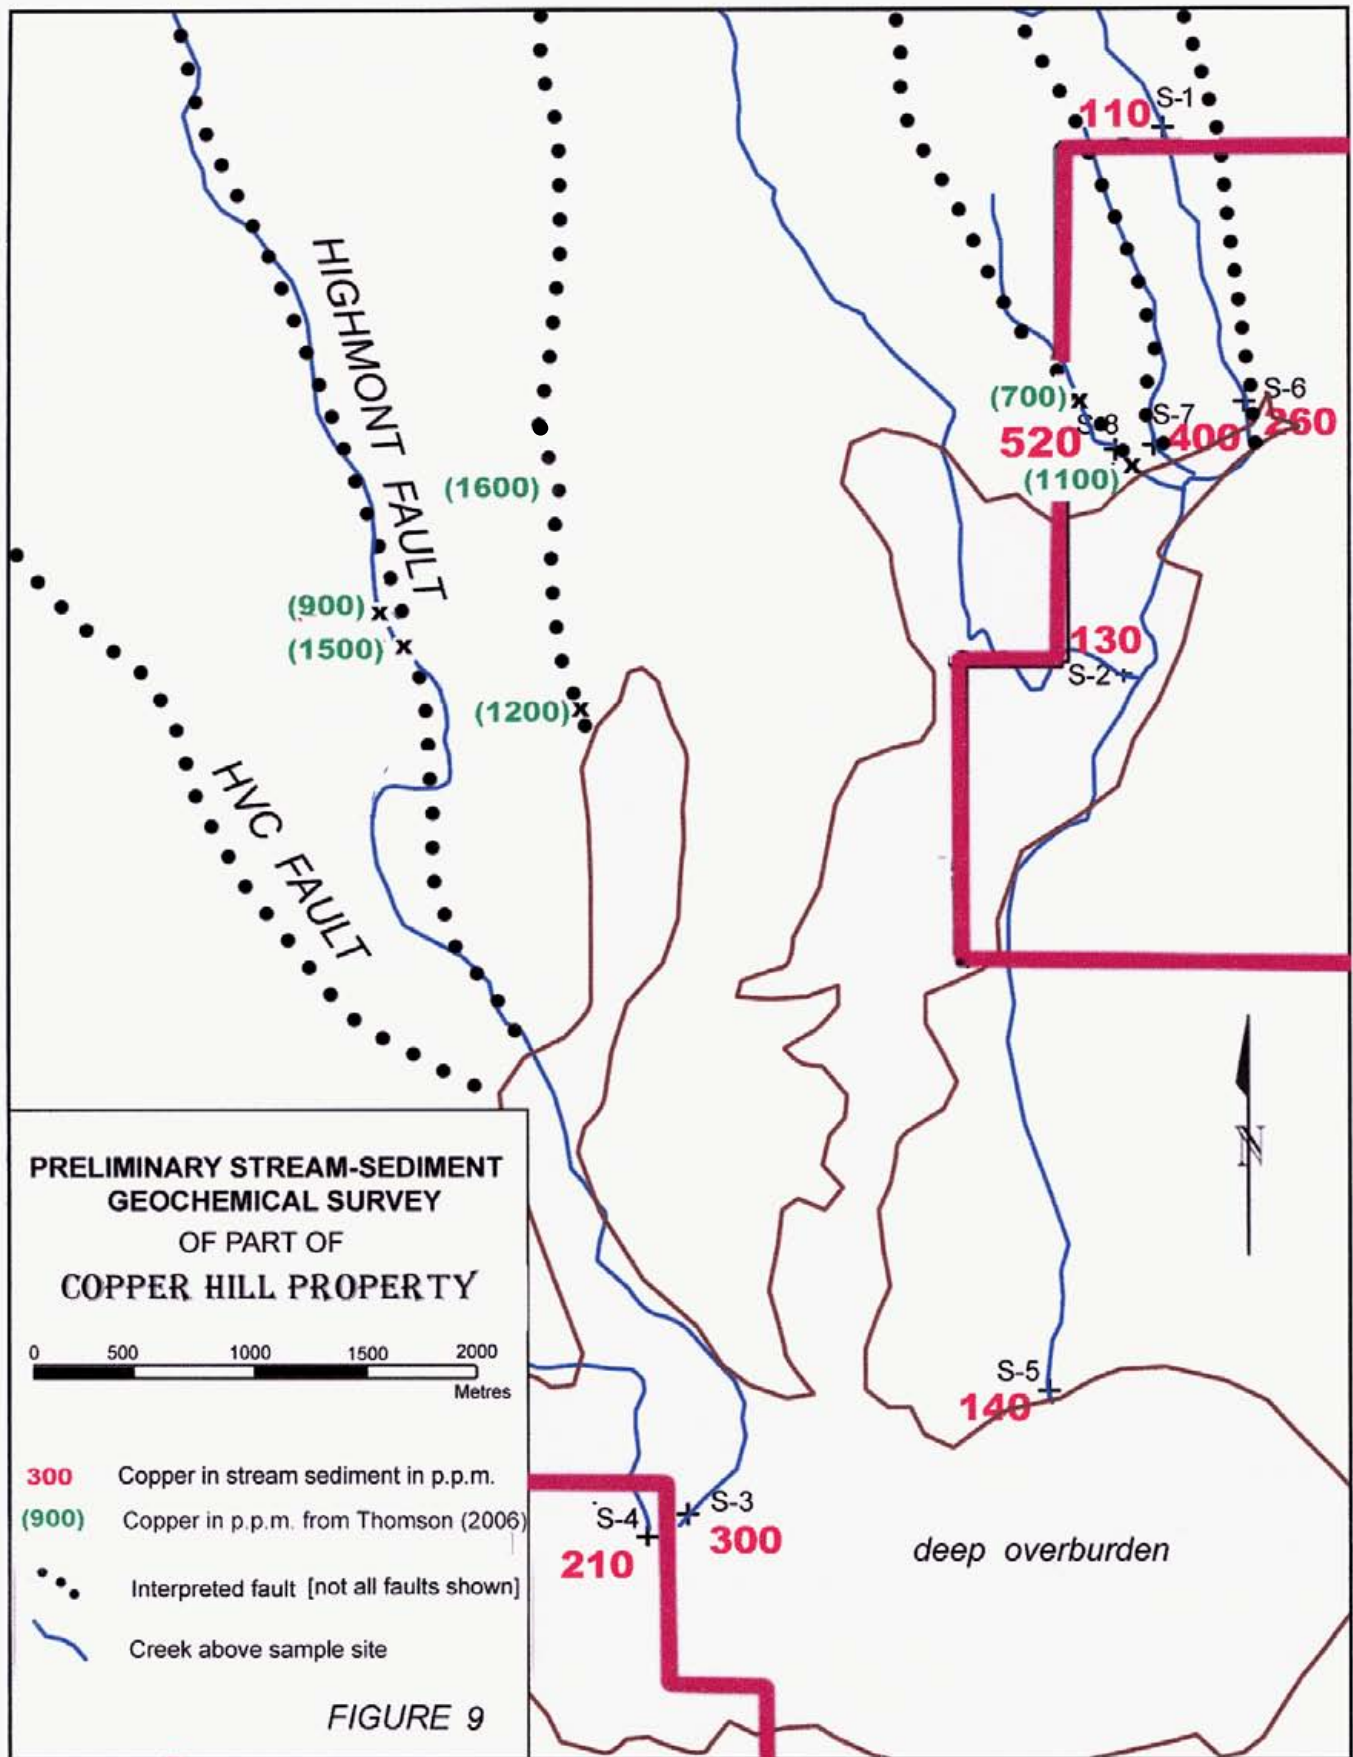 S-1
110
HIGHMONT FAULT
S-6
(700)
S-8
S-7
520
400
260
(1100)
(1600)
(900)
(1500)
130
S-2
(1200)
HVC FAULT
N
PRELIMINARY STREAM-SEDIMENT
GEOCHEMICAL SURVEY
OF PART OF
COPPER HILL PROPERTY
0 500 1000 1500 2000
Metres
S-5
140
300 Copper in stream sediment in p.p.m.
(900) Copper in p.p.m. from Thomson (2006)
S-3
S-4
300
210
deep overburden
Interpreted fault [not all faults shown]
Creek above sample site
FIGURE 9